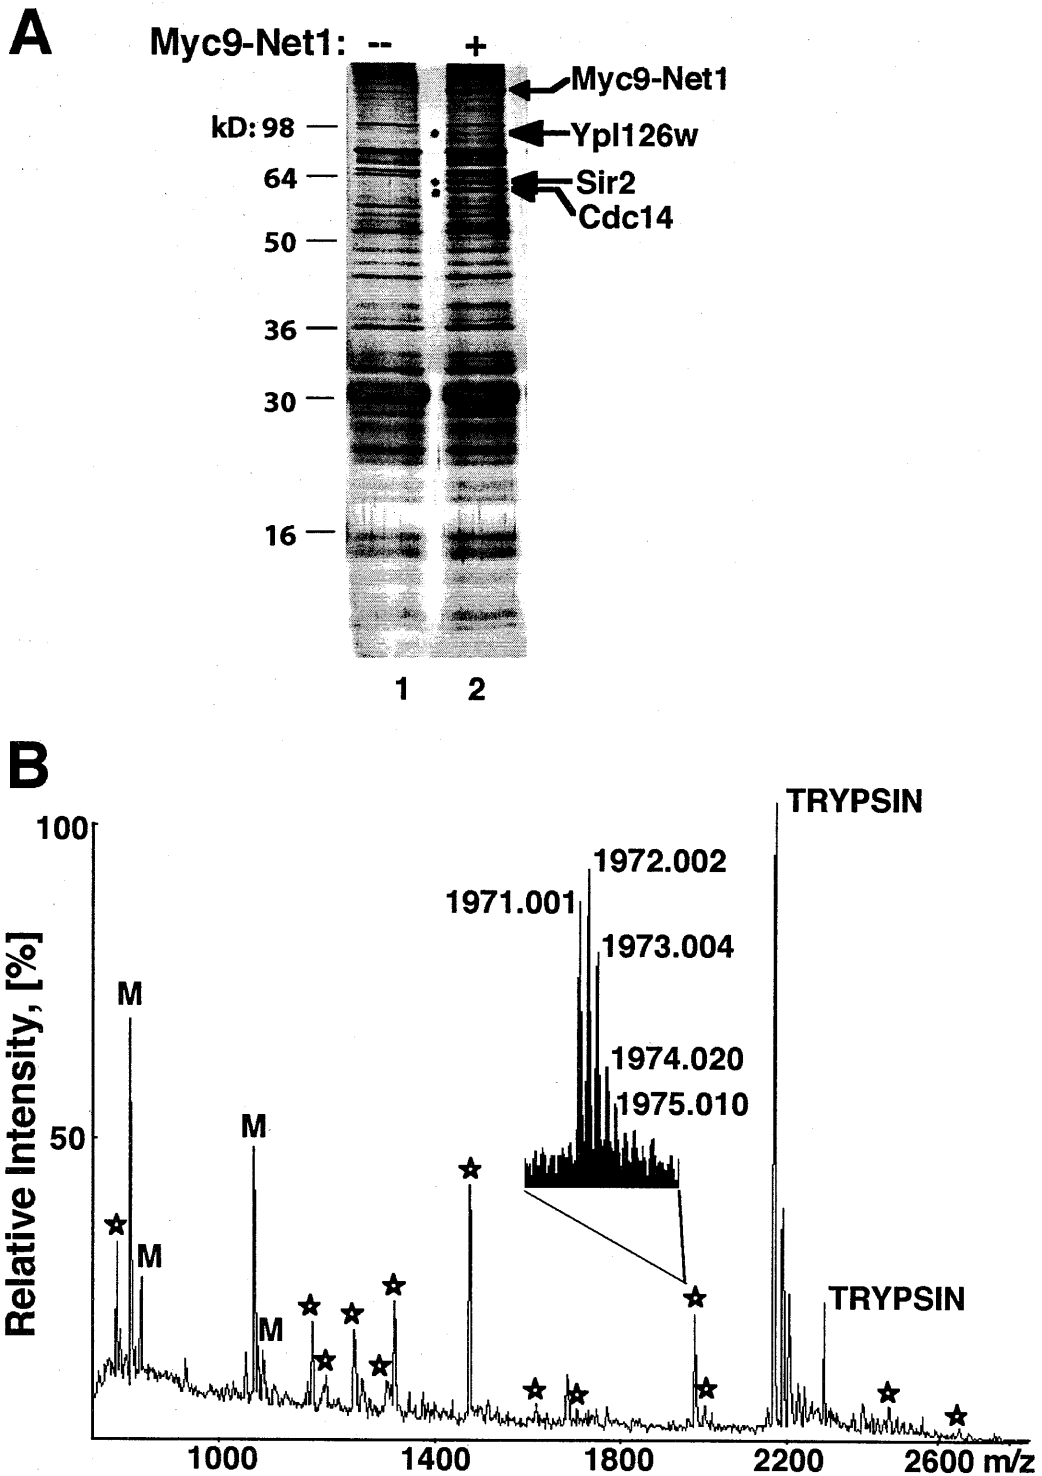 A
Myc9-Net1: -- +
Myc9-Net1
kD: 98
Ypl126w
64
Sir2
Cdc14
50
36
30
16
1 2
B
TRYPSIN
100
1972.002
1971.001
1973.004
M
1974.020
1975.010
M
50
M
TRYPSIN
M
Relative Intensity, [%]
1000 1400 1800 2200 2600 m/z